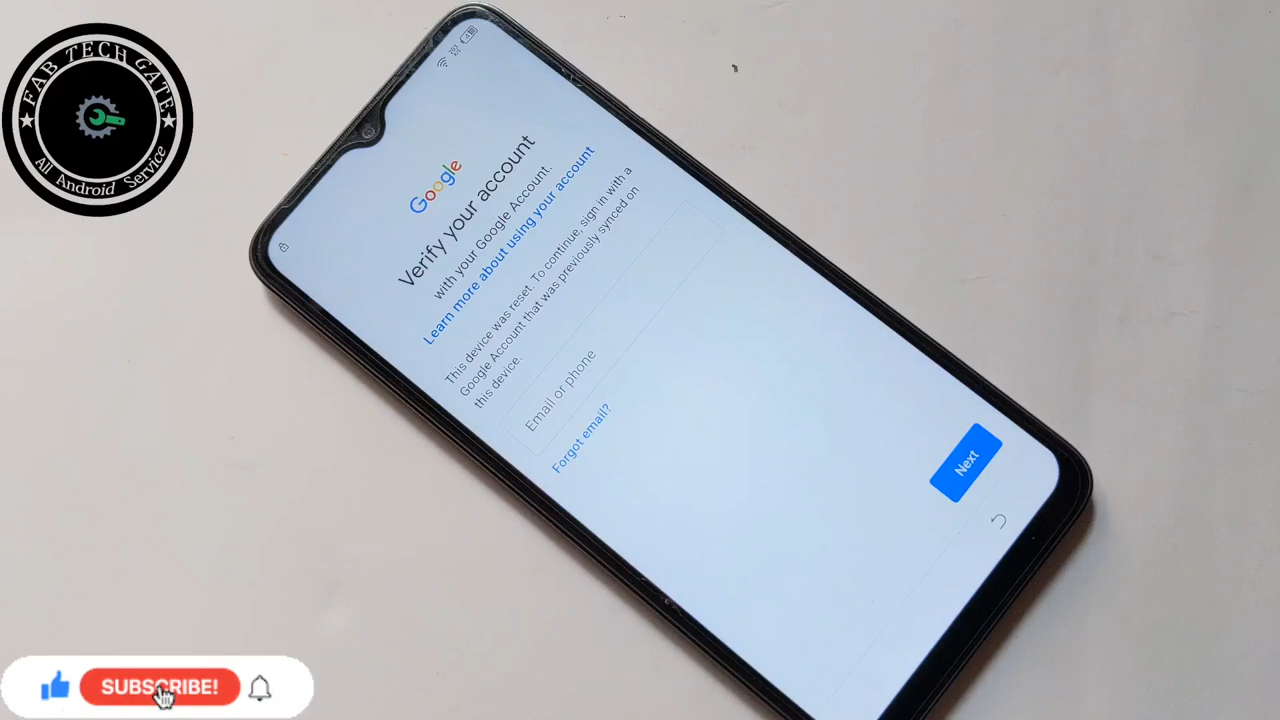 FAB TECH GATE
All Android Service
Google
Verify your account
with your Google Account.
Learn more about using your account
This device was reset. To continue, sign in with a
Google Account that was previously synced on
this device.
Email or phone
Forgot email?
Next
SUBSCRIBE!